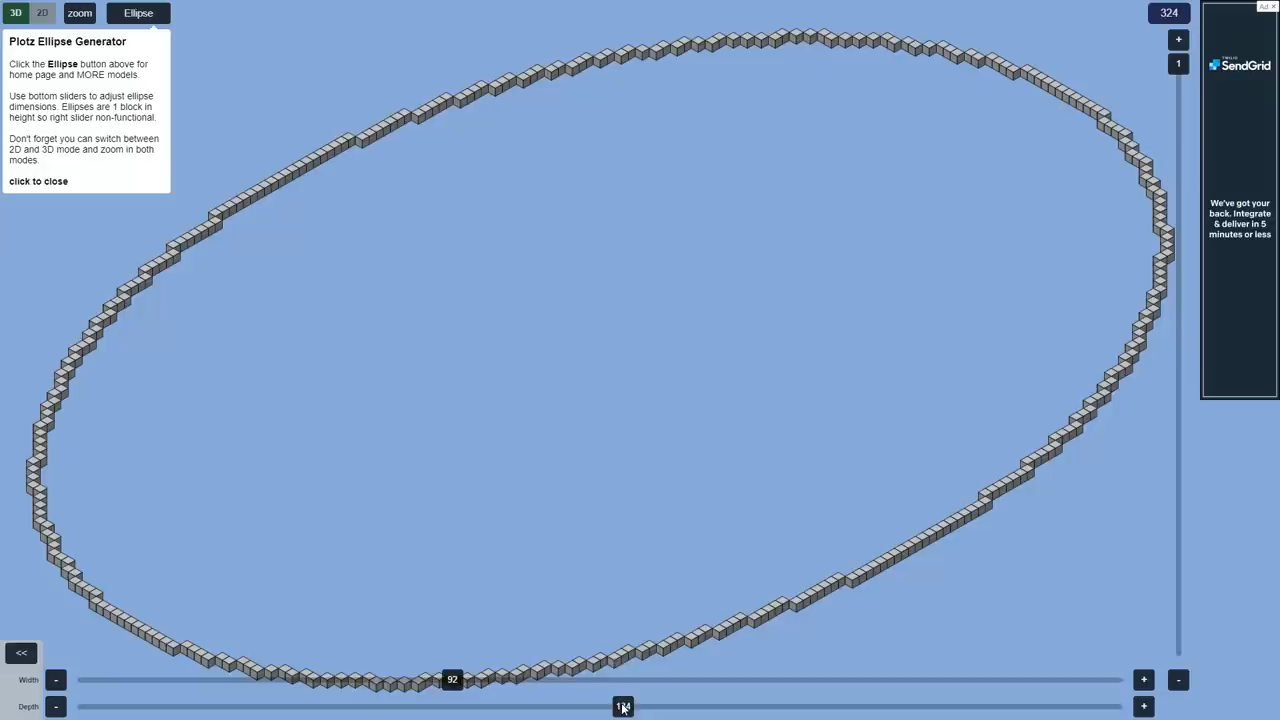 3D
2D
zoom
Ellipse
324
Plotz Ellipse Generator
Click the Ellipse button above for
home page and MORE models.
Use bottom sliders to adjust ellipse
dimensions. Ellipses are 1 block in
height so right slider non-functional.
Don't forget you can switch between
2D and 3D mode and zoom in both
modes.
click to close
+
1
Ad ×
TWILIO
SendGrid
We've got your
back. Integrate
& deliver in 5
minutes or less
<<
Width
-
92
+
-
Depth
-
+